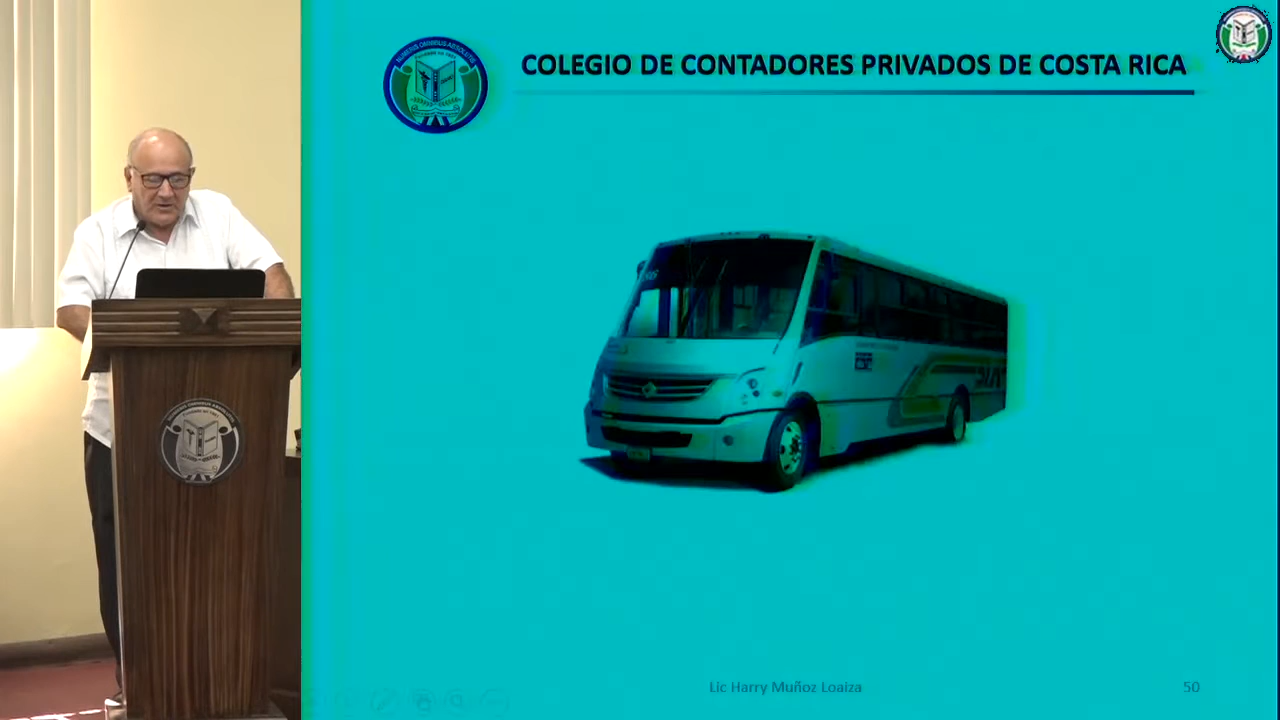 COLEGIO DE CONTADORES PRIVADOS DE COSTA RICA
Lic Harry Muñoz Loaiza
50